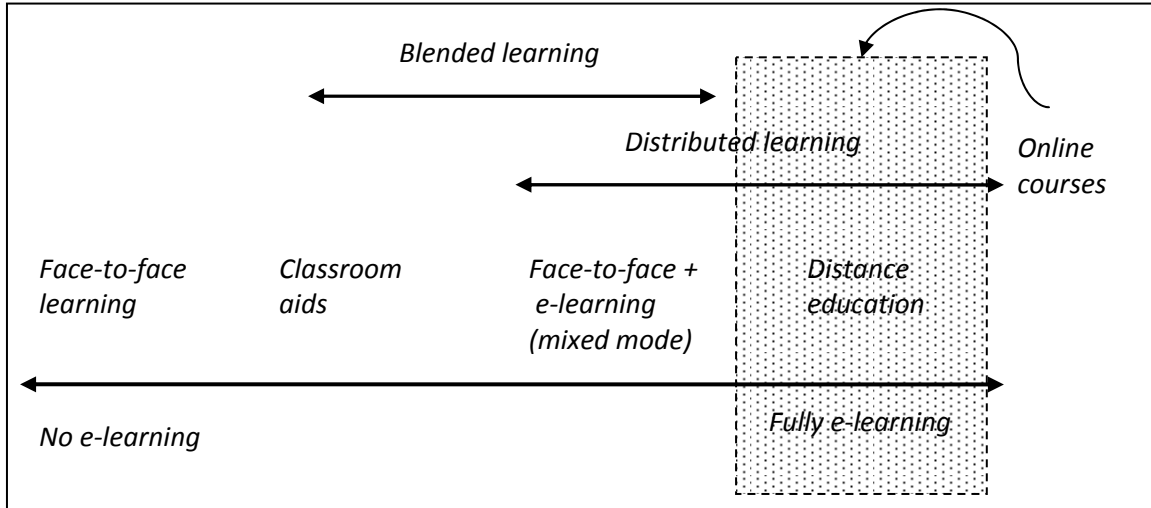 Blended learning
Distributed learning
Online
courses
Face-to-face
learning
Classroom
aids
Face-to-face +
e-learning
(mixed mode)
Distance
education
No e-learning
Fully e-learning